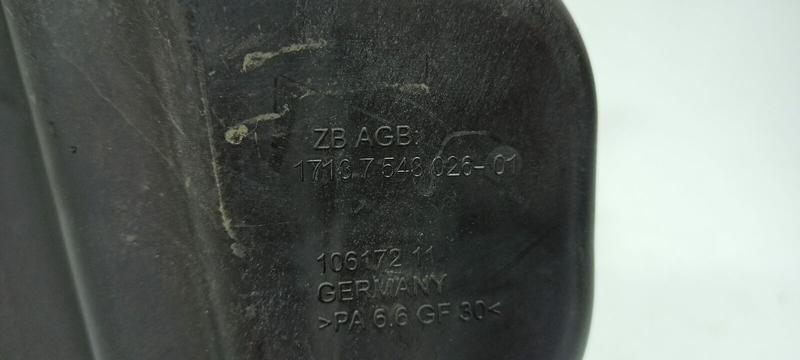 ZB AGB:
1713 7 548 026-01
106172 11
GERMANY
>PA 6.6 GF 30<